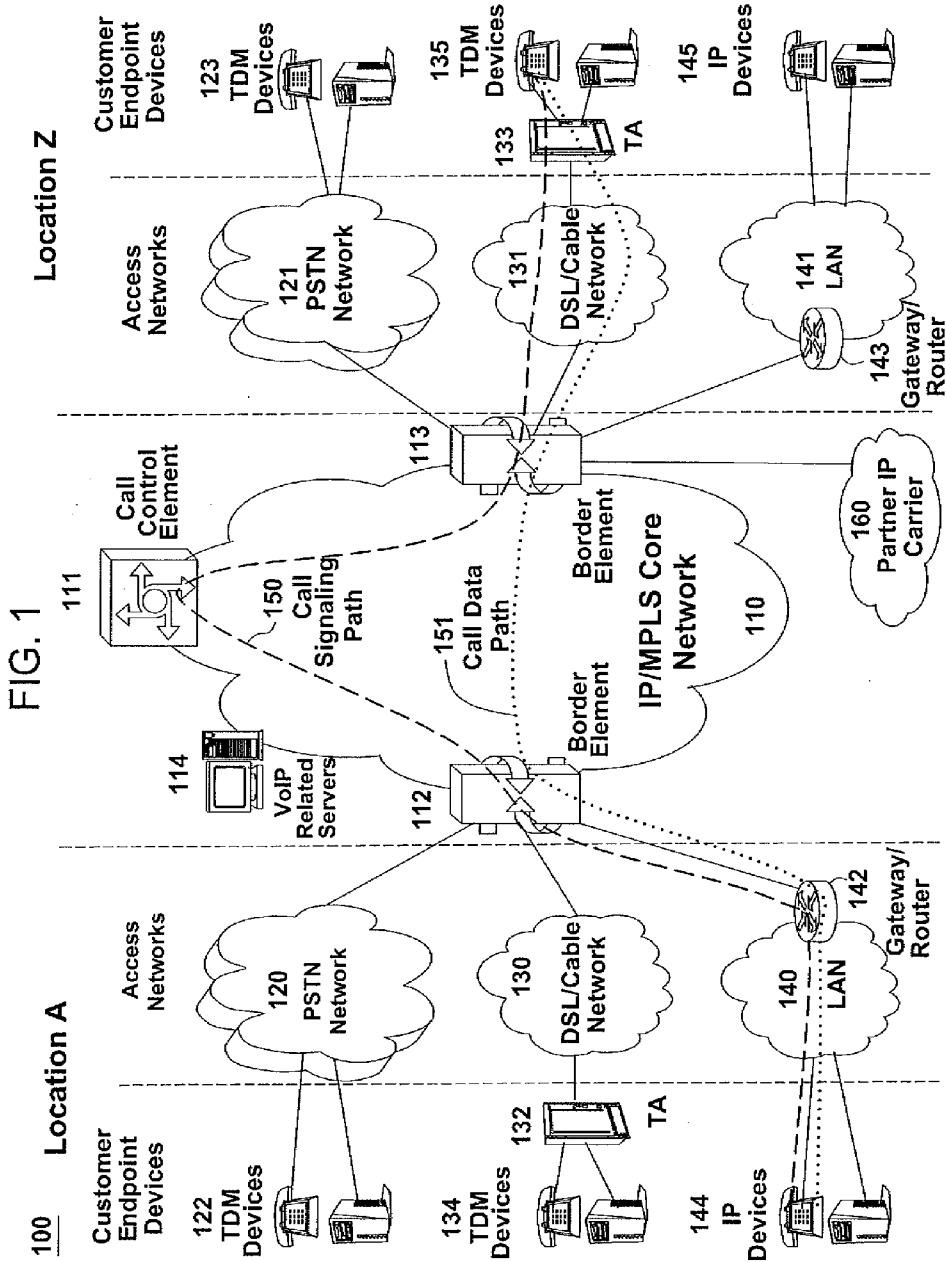 FIG. 1
100
Location A
Location Z
Customer
Endpoint
Devices
Access
Networks
Access
Networks
Customer
Endpoint
Devices
122
TDM
Devices
120
PSTN
Network
114
VoIP
Related
Servers
111
Call
Control
Element
121
PSTN
Network
123
TDM
Devices
150
Call
Signaling
Path
112
113
134
TDM
Devices
132
TA
130
DSL/Cable
Network
151
Call Data
Path
Border
Element
Border
Element
131
DSL/Cable
Network
133
TA
135
TDM
Devices
IP/MPLS Core
Network
110
144
IP
Devices
140
LAN
142
Gateway/
Router
160
Partner IP
Carrier
141
LAN
143
Gateway/
Router
145
IP
Devices